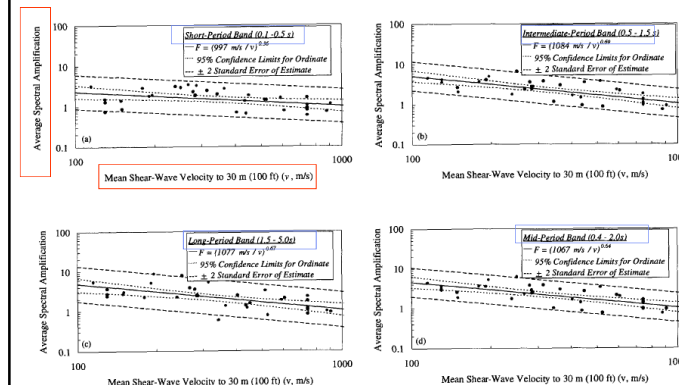 100
10
1
0.1
Average Spectral Amplification
Short-Period Band (0.1 -0.5 s)
F = (997 m/s / v)^0.36
95% Confidence Limits for Ordinate
± 2 Standard Error of Estimate
(a)
100
1000
Mean Shear-Wave Velocity to 30 m (100 ft) (v, m/s)
100
10
1
0.1
Average Spectral Amplification
Intermediate-Period Band (0.5 - 1.5 s)
F = (1084 m/s / v)
95% Confidence Limits for Ordinate
± 2 Standard Error of Estimate
(b)
100
Mean Shear-Wave Velocity to 30 m (100 ft) (v, m/s)
100
10
1
0.1
Average Spectral Amplification
Long-Period Band (1.5 - 5.0s)
F = (1077 m/s / v)^0.67
95% Confidence Limits for Ordinate
± 2 Standard Error of Estimate
(c)
100
1000
Mean Shear-Wave Velocity to 30 m (100 ft) (v, m/s)
100
10
1
0.1
Average Spectral Amplification
Mid-Period Band (0.4 - 2.0s)
F = (1067 m/s / v)^0.64
95% Confidence Limits for Ordinate
± 2 Standard Error of Estimate
(d)
100
Mean Shear-Wave Velocity to 30 m (100 ft) (v, m/s)